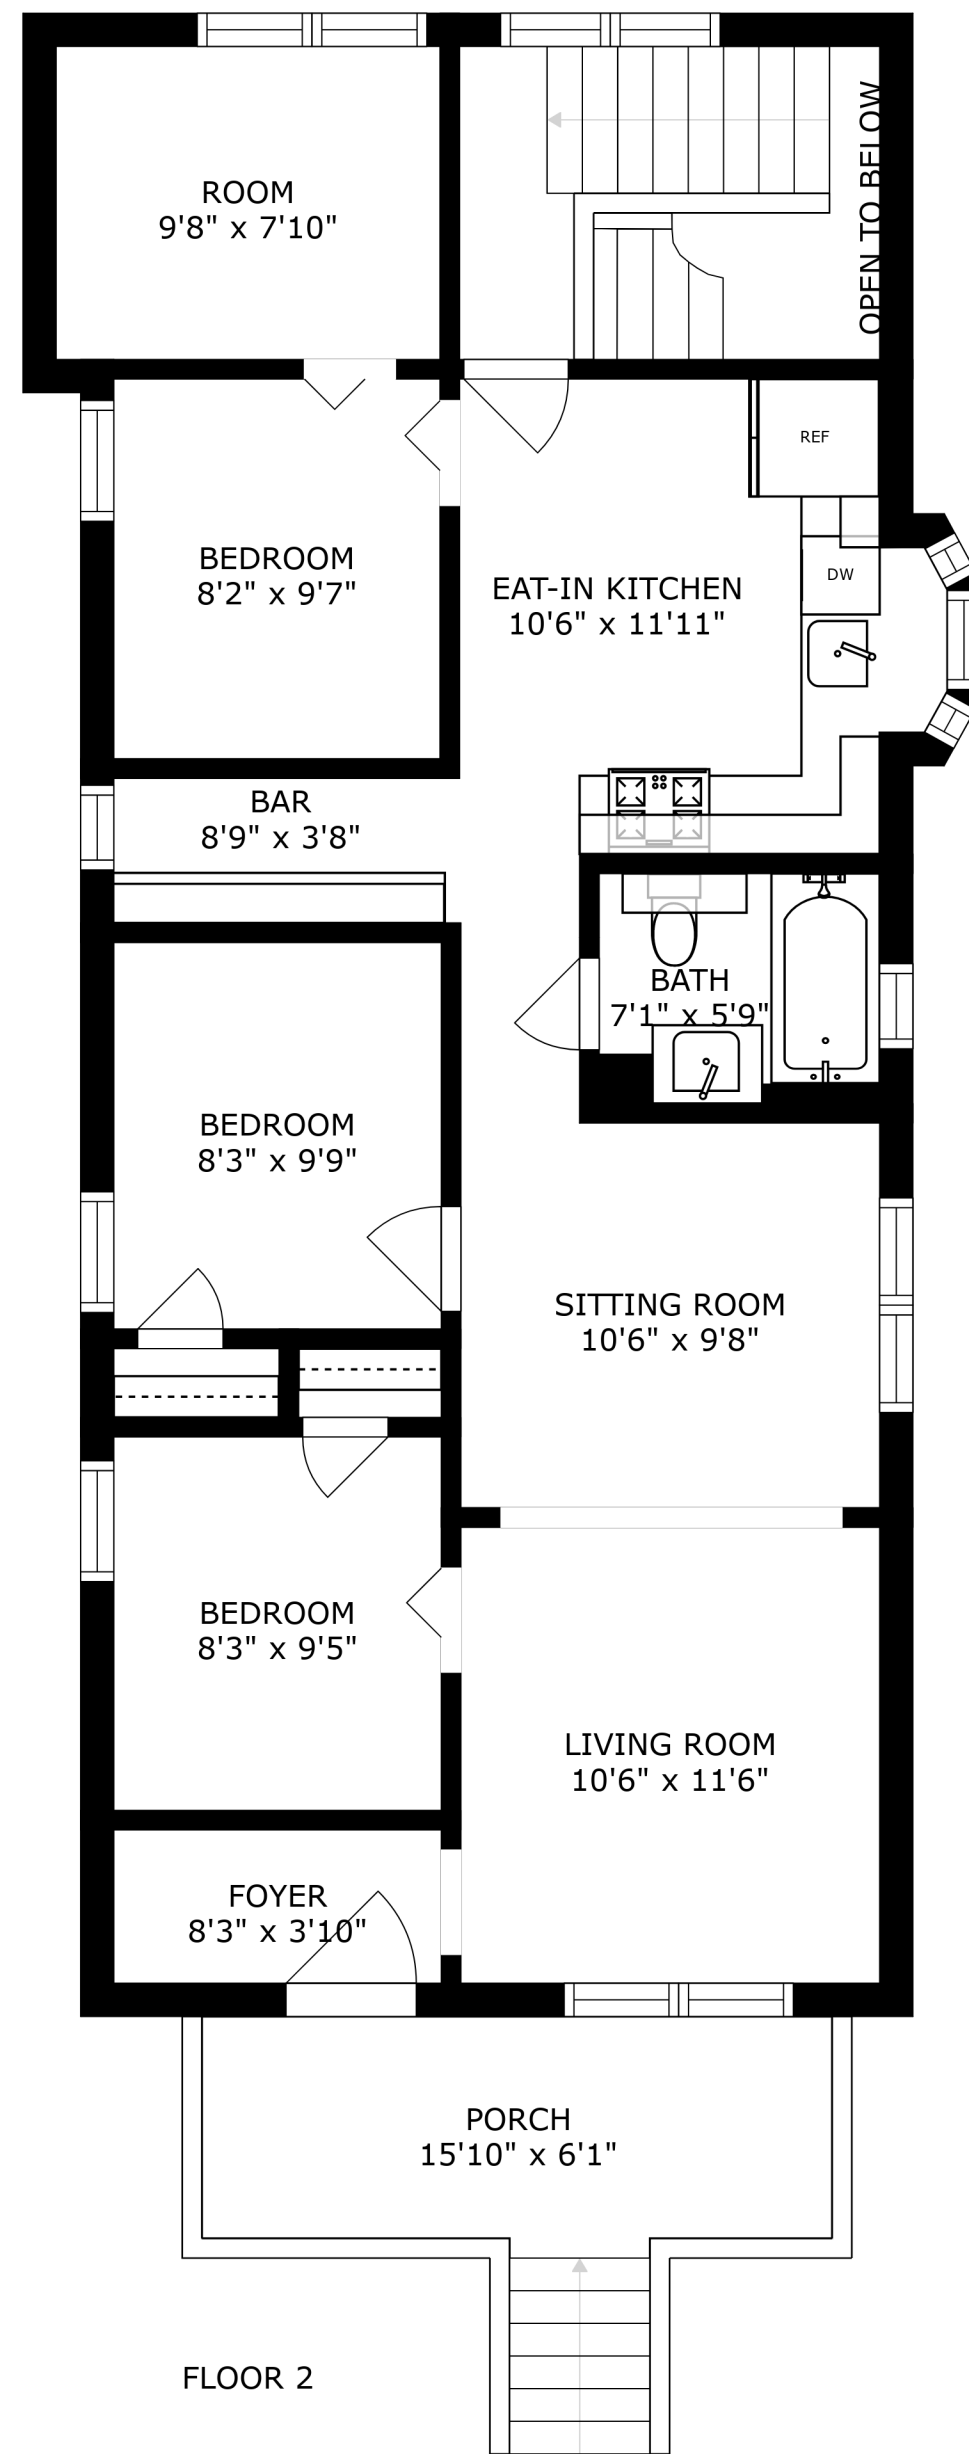 OPEN TO BELOW
ROOM
9'8" x 7'10"
REF
BEDROOM
8'2" x 9'7"
EAT-IN KITCHEN
10'6" x 11'11"
DW
BAR
8'9" x 3'8"
BATH
7'1" x 5'9"
BEDROOM
8'3" x 9'9"
SITTING ROOM
10'6" x 9'8"
BEDROOM
8'3" x 9'5"
LIVING ROOM
10'6" x 11'6"
FOYER
8'3" x 3'10"
PORCH
15'10" x 6'1"
FLOOR 2